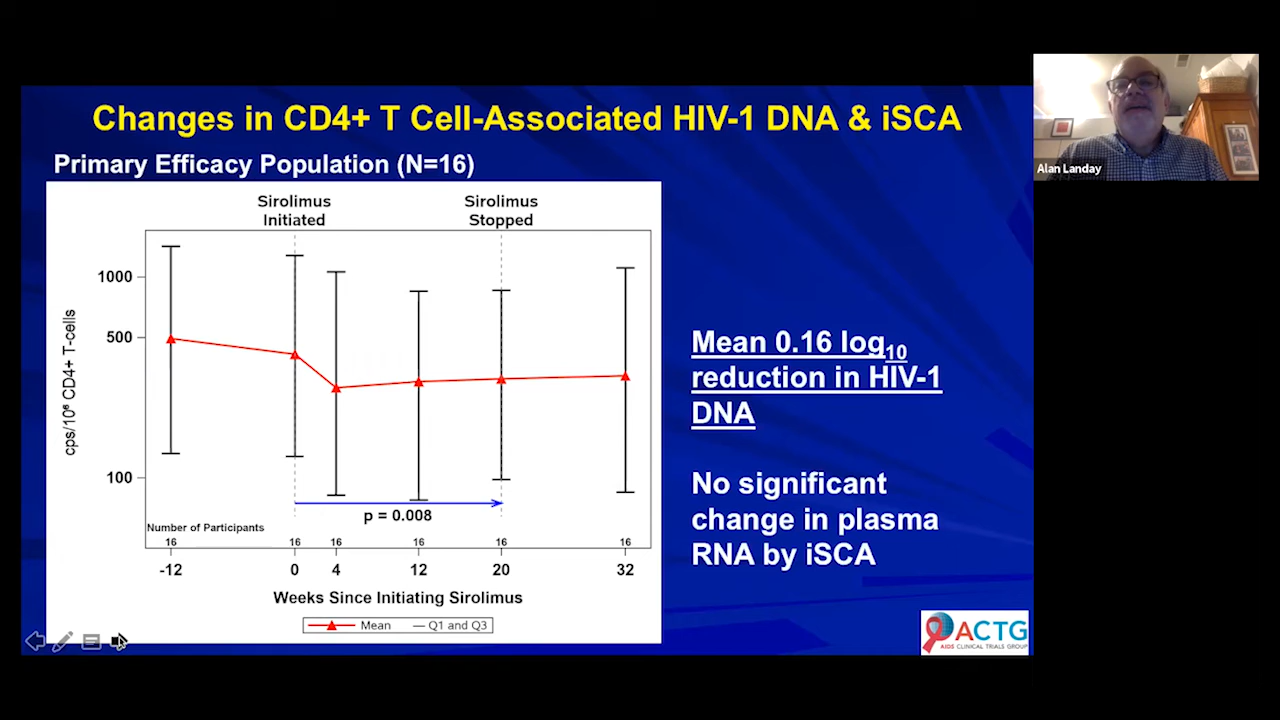 Changes in CD4+ T Cell-Associated HIV-1 DNA & iSCA
Primary Efficacy Population (N=16)
Sirolimus
Initiated
Sirolimus
Stopped
1000
500
100
cps/10⁶ CD4+ T-cells
p = 0.008
Number of Participants
16 16 16 16 16 16
-12 0 4 12 20 32
Weeks Since Initiating Sirolimus
Mean Q1 and Q3
Mean 0.16 log₁₀
reduction in HIV-1
DNA
No significant
change in plasma
RNA by iSCA
ACTG
AIDS CLINICAL TRIALS GROUP
Alan Landay